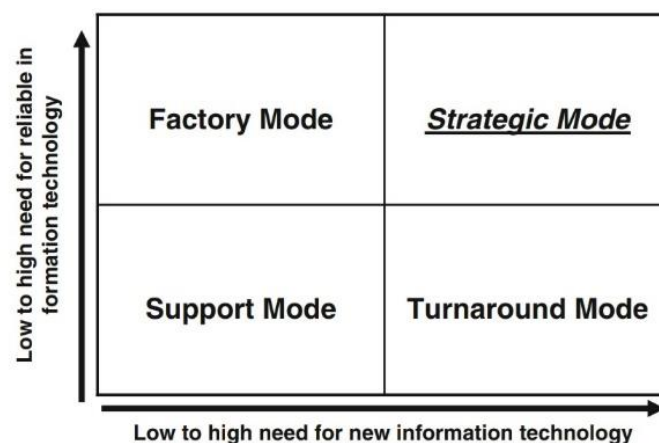 Low to high need for reliable in
formation technology
Factory Mode
Strategic Mode
Support Mode
Turnaround Mode
Low to high need for new information technology